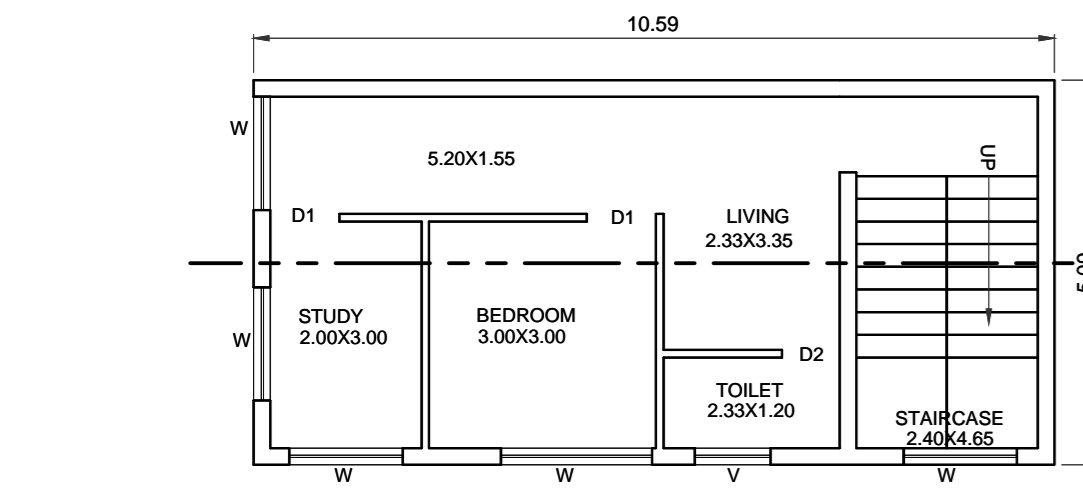 10.59
W
5.20X1.55
UP
D1
D1
LIVING
2.33X3.35
STUDY
2.00X3.00
BEDROOM
3.00X3.00
W
D2
TOILET
2.33X1.20
STAIRCASE
2.40X4.65
W
W
V
W